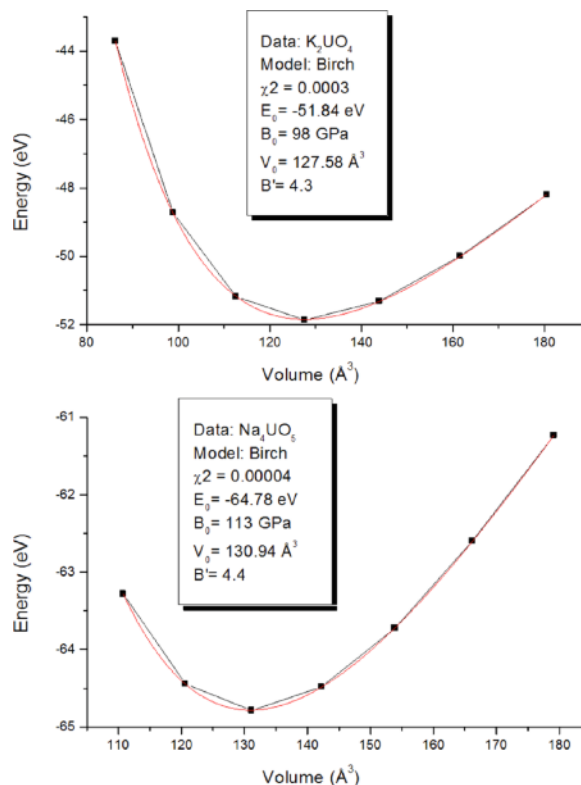 Energy (eV)
-44
-46
-48
-50
-52
Data: K₂UO₄
Model: Birch
χ2 = 0.0003
E₀= -51.84 eV
B₀= 98 GPa
V₀= 127.58 Å³
B'= 4.3
80 100 120 140 160 180
Volume (Å³)
Energy (eV)
-61
-62
-63
-64
-65
Data: Na₄UO₅
Model: Birch
χ2 = 0.00004
E₀= -64.78 eV
B₀= 113 GPa
V₀= 130.94 Å³
B'= 4.4
110 120 130 140 150 160 170 180
Volume (Å³)